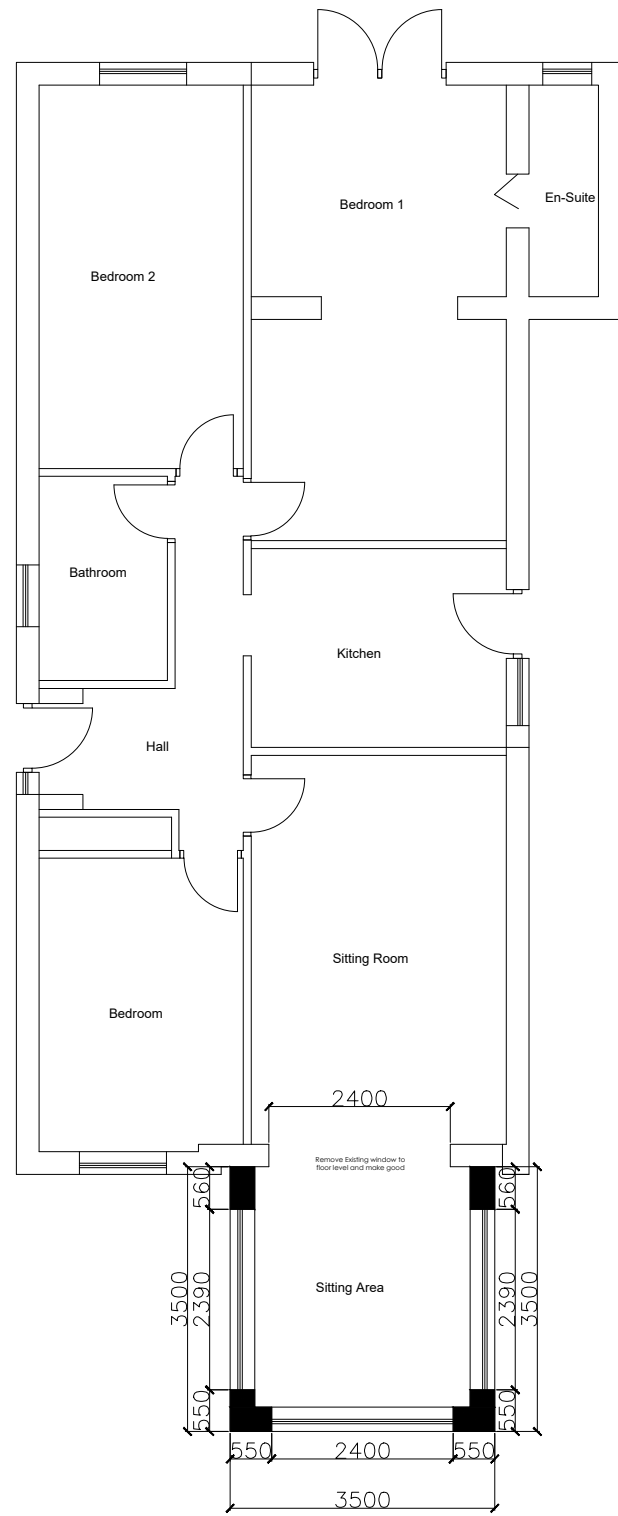 En-Suite
Bedroom 1
Bedroom 2
Bathroom
Kitchen
Hall
Sitting Room
Bedroom
2400
Remove Existing window to
floor level and make good
560
560
3500
2390
Sitting Area
2390
3500
550
550
550
2400
550
3500